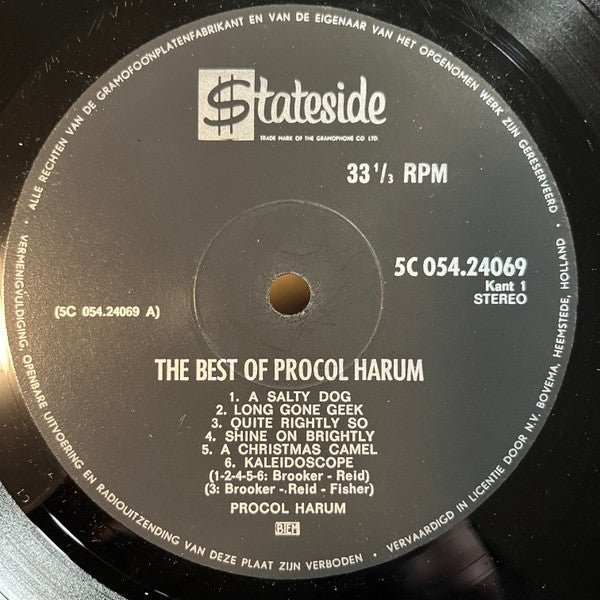 ALLE RECHTEN VAN DE GRAMOFOONPLATENFABRIKANT EN VAN DE EIGENAAR VAN HET OPGENOMEN WERK ZIJN GERESERVEERD
$tateside
TRADE MARK OF THE GRAMOPHONE CO LTD.
33 1/3 RPM
5C 054.24069
Kant 1
STEREO
(5C 054.24069 A)
THE BEST OF PROCOL HARUM
1. A SALTY DOG
2. LONG GONE GEEK
3. QUITE RIGHTLY SO
4. SHINE ON BRIGHTLY
5. A CHRISTMAS CAMEL
6. KALEIDOSCOPE
(1-2-4-5-6: Brooker - Reid)
(3: Brooker -.Reid - Fisher)
PROCOL HARUM
BIEM
· VERMENIGVULDIGING, OPENBARE UITVOERING EN RADIOUITZENDING VAN DEZE PLAAT ZIJN VERBODEN ·
VERVAARDIGD IN LICENTIE DOOR N.V. BOVEMA, HEEMSTEDE, HOLLAND ·